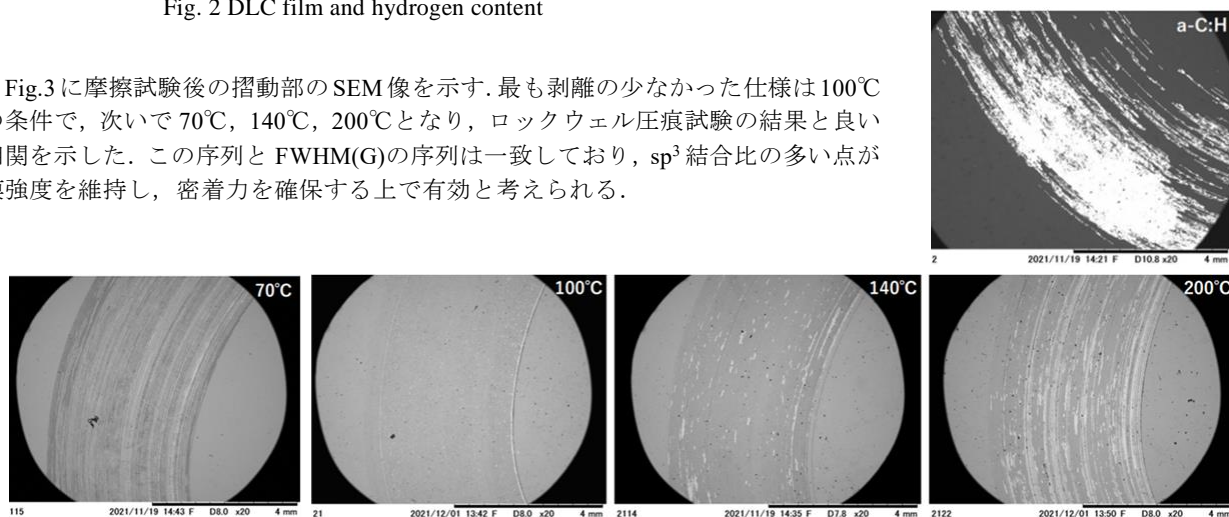 Fig. 2 DLC film and hydrogen content
Fig.3に摩擦試験後の摺動部のSEM像を示す．最も剥離の少なかった仕様は100℃
の条件で，次いで70℃，140℃，200℃となり，ロックウェル圧痕試験の結果と良い
相関を示した．この序列とFWHM(G)の序列は一致しており，sp³結合比の多い点が
膜強度を維持し，密着力を確保する上で有効と考えられる．
a-C:H
2 2021/11/19 14:21 F D10.8 x20 4 mm
70℃
115 2021/11/19 14:43 F D8.0 x20 4 mm
100℃
21 2021/12/01 13:42 F D8.0 x20 4 mm
140℃
2114 2021/11/19 14:35 F D7.8 x20 4 mm
200℃
2122 2021/12/01 13:50 F D8.0 x20 4 mm